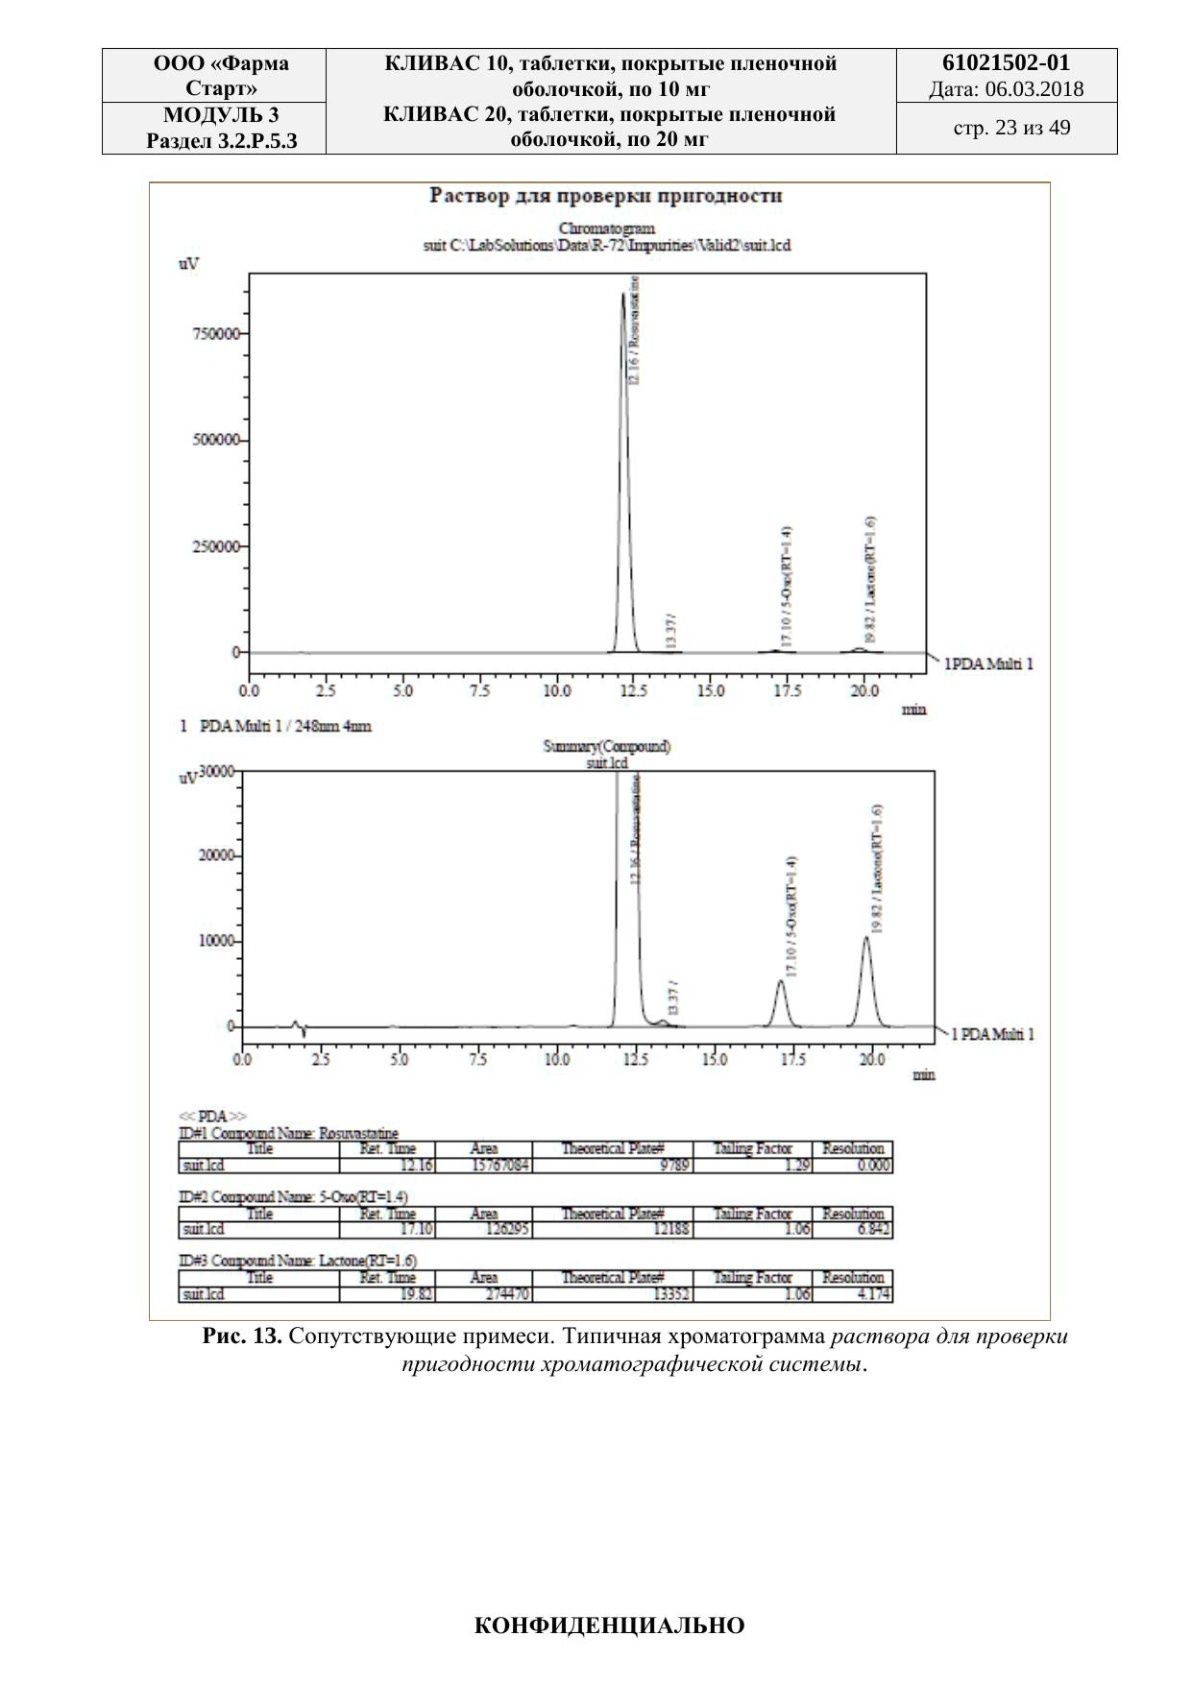 ООО «Фарма
Старт»
МОДУЛЬ 3
Раздел 3.2.P.5.3
КЛИВАС 10, таблетки, покрытые пленочной
оболочкой, по 10 мг
КЛИВАС 20, таблетки, покрытые пленочной
оболочкой, по 20 мг
61021502-01
Дата: 06.03.2018
стр. 23 из 49
Раствор для проверки пригодности
Chromatogram
suit C:\LabSolutions\Data\R-72\Impurities\Valid2\suit.lcd
uV
750000
500000
250000
0
12.16 / Rosuvastatine
13.37 /
17.10 / 5-Oxo(RT=1.4)
19.82 / Lactone(RT=1.6)
1PDA Multi 1
0.0 2.5 5.0 7.5 10.0 12.5 15.0 17.5 20.0
min
1 PDA Multi 1 / 248nm 4nm
Summary(Compound)
suit.lcd
uV
30000
20000
10000
0
12.16 / Rosuvastatine
13.37 /
17.10 / 5-Oxo(RT=1.4)
19.82 / Lactone(RT=1.6)
1 PDA Multi 1
0.0 2.5 5.0 7.5 10.0 12.5 15.0 17.5 20.0
min
<< PDA >>
ID#1 Compound Name: Rosuvastatine
Title Ret. Time Area Theoretical Plate# Tailing Factor Resolution
suit.lcd 12.16 15767084 9789 1.29 0.000
ID#2 Compound Name: 5-Oxo(RT=1.4)
Title Ret. Time Area Theoretical Plate# Tailing Factor Resolution
suit.lcd 17.10 126295 12188 1.06 6.842
ID#3 Compound Name: Lactone(RT=1.6)
Title Ret. Time Area Theoretical Plate# Tailing Factor Resolution
suit.lcd 19.82 274470 13352 1.06 4.174
Рис. 13. Сопутствующие примеси. Типичная хроматограмма раствора для проверки
пригодности хроматографической системы.
КОНФИДЕНЦИАЛЬНО